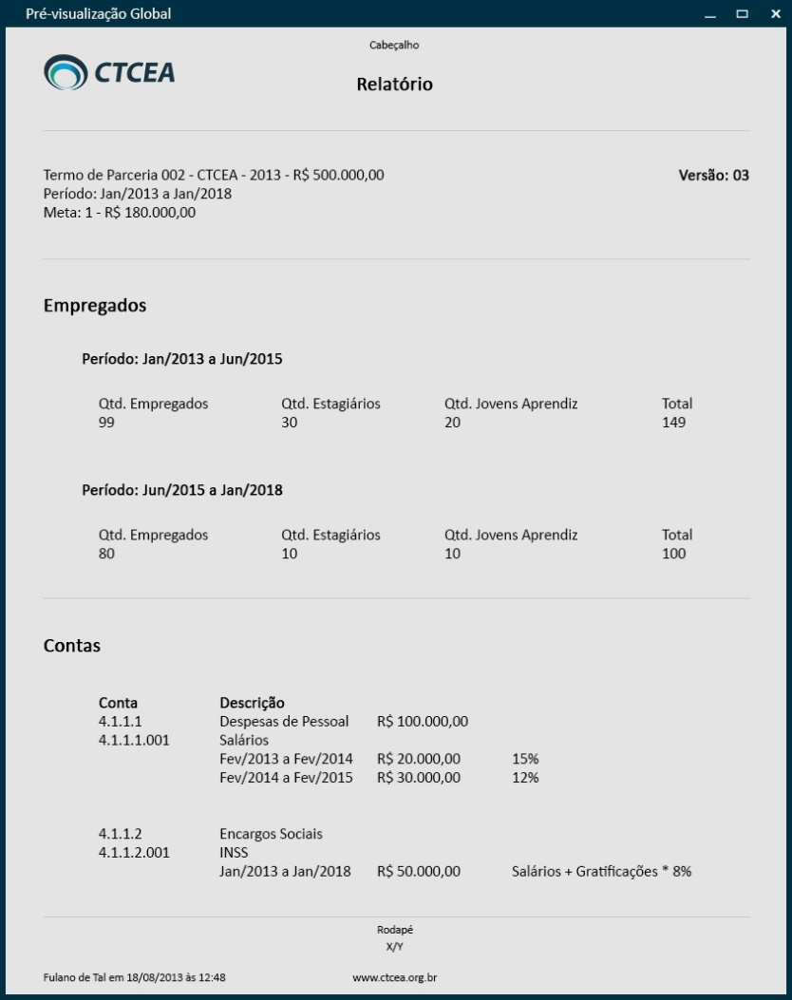 Pré-visualização Global
Cabeçalho
CTCEA
Relatório
Termo de Parceria 002 - CTCEA - 2013 - R$ 500.000,00 Versão: 03
Período: Jan/2013 a Jan/2018
Meta: 1 - R$ 180.000,00
Empregados
Período: Jan/2013 a Jun/2015
Qtd. Empregados Qtd. Estagiários Qtd. Jovens Aprendiz Total
99 30 20 149
Período: Jun/2015 a Jan/2018
Qtd. Empregados Qtd. Estagiários Qtd. Jovens Aprendiz Total
80 10 10 100
Contas
Conta Descrição
4.1.1.1 Despesas de Pessoal R$ 100.000,00
4.1.1.1.001 Salários
Fev/2013 a Fev/2014 R$ 20.000,00 15%
Fev/2014 a Fev/2015 R$ 30.000,00 12%
4.1.1.2 Encargos Sociais
4.1.1.2.001 INSS
Jan/2013 a Jan/2018 R$ 50.000,00 Salários + Gratificações * 8%
Rodapé
X/Y
Fulano de Tal em 18/08/2013 às 12:48 www.ctcea.org.br